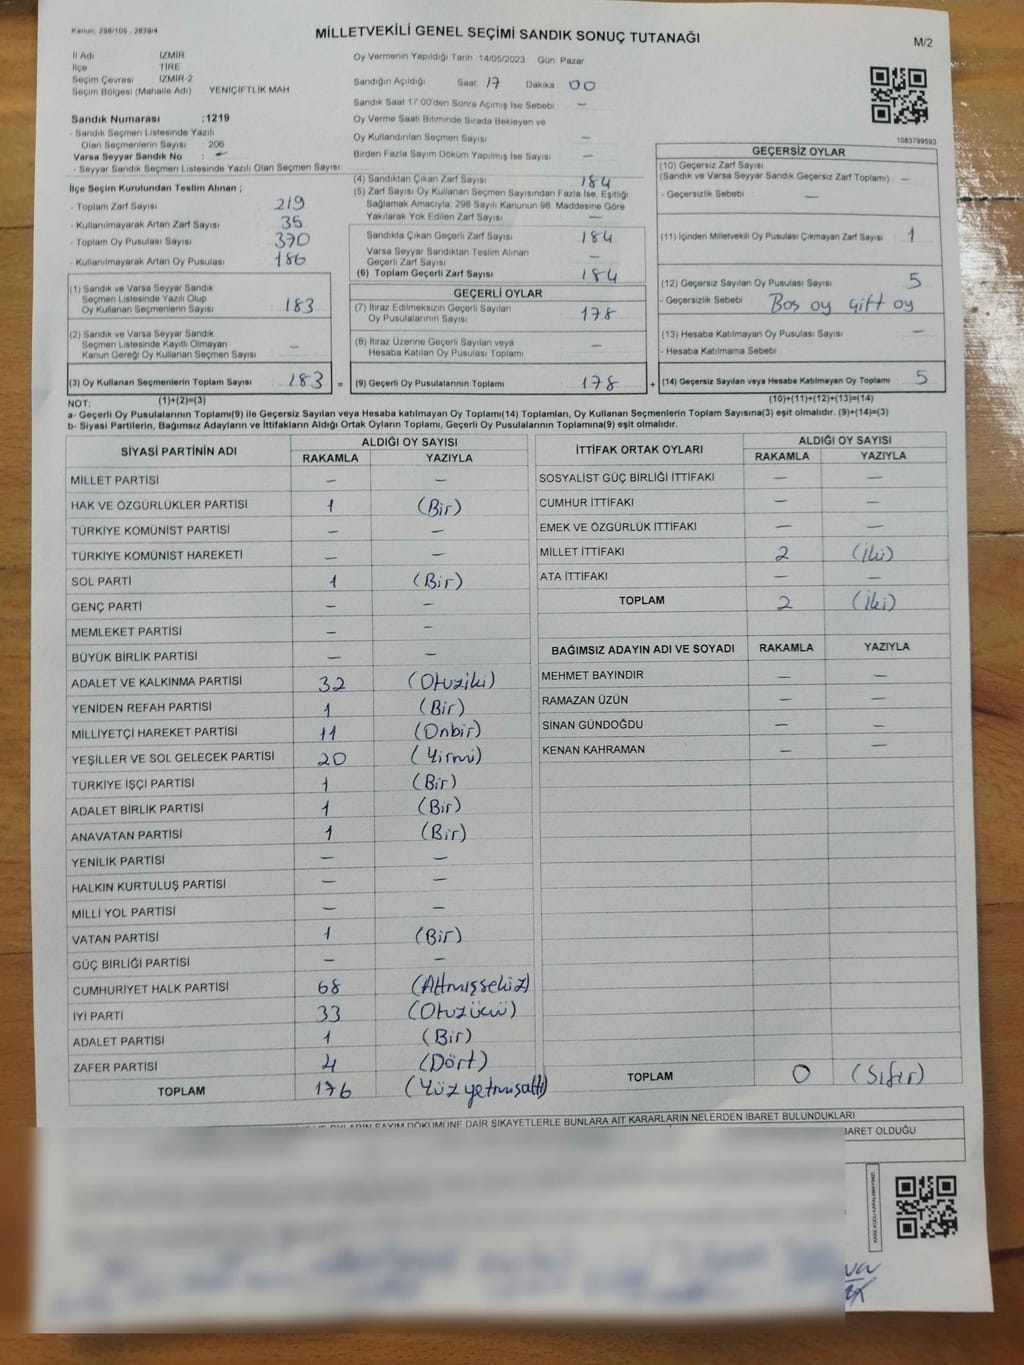 Kanun: 298/105 , 2839/4
MİLLETVEKİLİ GENEL SEÇİMİ SANDIK SONUÇ TUTANAĞI
M/2
İl Adı İZMİR
İlçe TİRE
Seçim Çevresi İZMİR-2
Seçim Bölgesi (Mahalle Adı) YENİÇİFTLİK MAH
Sandık Numarası :1219
- Sandık Seçmen Listesinde Yazılı
Olan Seçmenlerin Sayısı 206
Varsa Seyyar Sandık No : –
- Seyyar Sandık Seçmen Listesinde Yazılı Olan Seçmen Sayısı:
İlçe Seçim Kurulundan Teslim Alınan ;
- Toplam Zarf Sayısı 219
- Kullanılmayarak Artan Zarf Sayısı 35
- Toplam Oy Pusulası Sayısı 370
- Kullanılmayarak Artan Oy Pusulası 186
(1) Sandık ve Varsa Seyyar Sandık
Seçmen Listesinde Yazılı Olup
Oy Kullanan Seçmenlerin Sayısı 183
(2) Sandık ve Varsa Seyyar Sandık
Seçmen Listesinde Kayıtlı Olmayan
Kanun Gereği Oy Kullanan Seçmen Sayısı –
(3) Oy Kullanan Seçmenlerin Toplam Sayısı 183 =
Oy Vermenin Yapıldığı Tarih 14/05/2023 Gün: Pazar
Sandığın Açıldığı Saat 17 Dakika 00
Sandık Saat 17:00'den Sonra Açılmış İse Sebebi –
Oy Verme Saati Bitiminde Sırada Bekleyen ve
Oy Kullandırılan Seçmen Sayısı –
Birden Fazla Sayım Döküm Yapılmış İse Sayısı –
(4) Sandıktan Çıkan Zarf Sayısı 184
(5) Zarf Sayısı Oy Kullanan Seçmen Sayısından Fazla İse, Eşitliği
Sağlamak Amacıyla, 298 Sayılı Kanunun 98. Maddesine Göre
Yakılarak Yok Edilen Zarf Sayısı –
Sandıkta Çıkan Geçerli Zarf Sayısı 184
Varsa Seyyar Sandıktan Teslim Alınan
Geçerli Zarf Sayısı –
(6) Toplam Geçerli Zarf Sayısı 184
GEÇERLİ OYLAR
(7) İtiraz Edilmeksizin Geçerli Sayılan
Oy Pusulalarının Sayısı 178
(8) İtiraz Üzerine Geçerli Sayılan veya
Hesaba Katılan Oy Pusulası Toplamı –
(9) Geçerli Oy Pusulalarının Toplamı 178 +
1083799593
GEÇERSİZ OYLAR
(10) Geçersiz Zarf Sayısı
(Sandık ve Varsa Seyyar Sandık Geçersiz Zarf Toplamı) –
- Geçersizlik Sebebi –
(11) İçinden Milletvekili Oy Pusulası Çıkmayan Zarf Sayısı 1
(12) Geçersiz Sayılan Oy Pusulası Sayısı 5
- Geçersizlik Sebebi Boş oy çift oy
(13) Hesaba Katılmayan Oy Pusulası Sayısı –
- Hesaba Katılmama Sebebi
(14) Geçersiz Sayılan veya Hesaba Katılmayan Oy Toplamı 5
NOT: (1)+(2)=(3) (10)+(11)+(12)+(13)=(14)
a- Geçerli Oy Pusulalarının Toplamı(9) ile Geçersiz Sayılan veya Hesaba katılmayan Oy Toplamı(14) Toplamları, Oy Kullanan Seçmenlerin Toplam Sayısına(3) eşit olmalıdır. (9)+(14)=(3)
b- Siyasi Partilerin, Bağımsız Adayların ve İttifakların Aldığı Ortak Oyların Toplamı, Geçerli Oy Pusulalarının Toplamına(9) eşit olmalıdır.
SİYASİ PARTİNİN ADI ALDIĞI OY SAYISI
RAKAMLA YAZIYLA
MİLLET PARTİSİ – –
HAK VE ÖZGÜRLÜKLER PARTİSİ 1 (Bir)
TÜRKİYE KOMÜNİST PARTİSİ – –
TÜRKİYE KOMÜNİST HAREKETİ – –
SOL PARTİ 1 (Bir)
GENÇ PARTİ – –
MEMLEKET PARTİSİ – –
BÜYÜK BİRLİK PARTİSİ – –
ADALET VE KALKINMA PARTİSİ 32 (Otuziki)
YENİDEN REFAH PARTİSİ 1 (Bir)
MİLLİYETÇİ HAREKET PARTİSİ 11 (Onbir)
YEŞİLLER VE SOL GELECEK PARTİSİ 20 (Yirmi)
TÜRKİYE İŞÇİ PARTİSİ 1 (Bir)
ADALET BİRLİK PARTİSİ 1 (Bir)
ANAVATAN PARTİSİ 1 (Bir)
YENİLİK PARTİSİ – –
HALKIN KURTULUŞ PARTİSİ – –
MİLLİ YOL PARTİSİ – –
VATAN PARTİSİ 1 (Bir)
GÜÇ BİRLİĞİ PARTİSİ – –
CUMHURİYET HALK PARTİSİ 68 (Altmışsekiz)
İYİ PARTİ 33 (Otuzücü)
ADALET PARTİSİ 1 (Bir)
ZAFER PARTİSİ 4 (Dört)
TOPLAM 176 (Yüzyetmişaltı)
İTTİFAK ORTAK OYLARI ALDIĞI OY SAYISI
RAKAMLA YAZIYLA
SOSYALİST GÜÇ BİRLİĞİ İTTİFAKI – –
CUMHUR İTTİFAKI – –
EMEK VE ÖZGÜRLÜK İTTİFAKI – –
MİLLET İTTİFAKI 2 (İki)
ATA İTTİFAKI – –
TOPLAM 2 (İki)
BAĞIMSIZ ADAYIN ADI VE SOYADI RAKAMLA YAZIYLA
MEHMET BAYINDIR – –
RAMAZAN ÜZÜN – –
SİNAN GÜNDOĞDU – –
KENAN KAHRAMAN – –
TOPLAM 0 (Sıfır)
OYLARIN SAYIM DÖKÜMÜNE DAİR ŞİKAYETLERLE BUNLARA AİT KARARLARIN NELERDEN İBARET BULUNDUKLARI
İBARET OLDUĞU